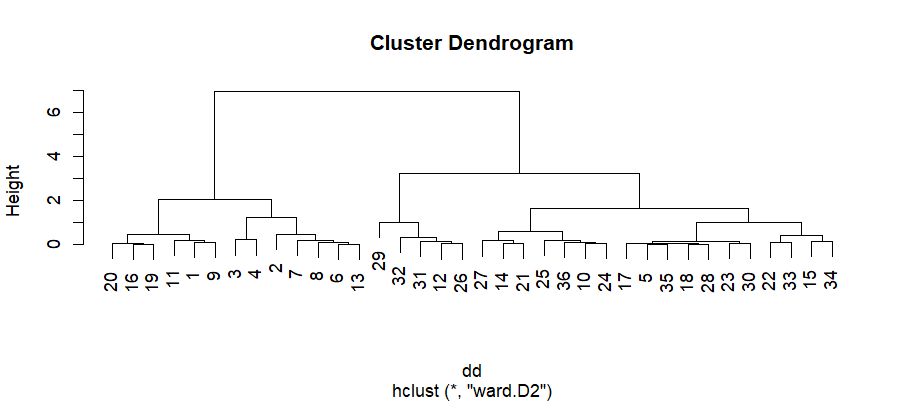 Cluster Dendrogram
Height
6
4
2
0
20 16 19 11 1 9 3 4 2 7 8 6 13 29 32 31 12 26 27 14 21 25 36 10 24 17 5 35 18 28 23 30 22 33 15 34
dd
hclust (*, "ward.D2")